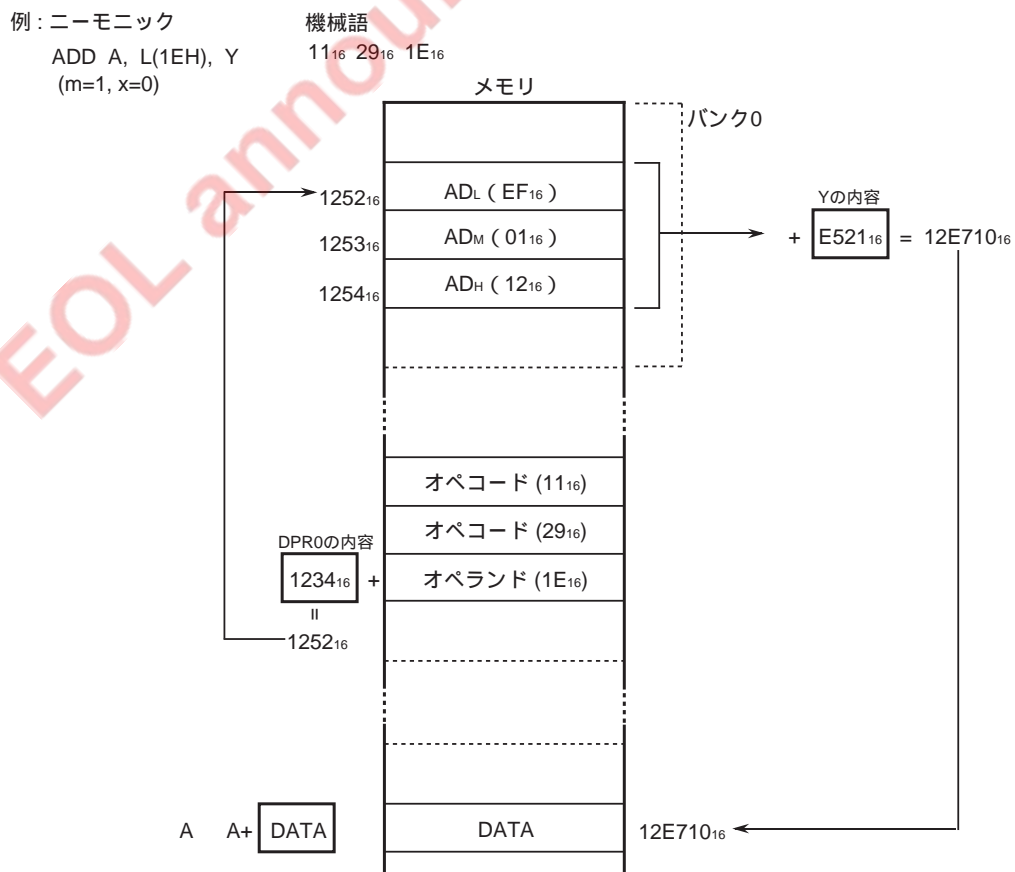 例 : ニーモニック
機械語
ADD A, L(1EH), Y
11₁₆ 29₁₆ 1E₁₆
(m=1, x=0)
メモリ
バンク0
1252₁₆
ADL ( EF₁₆ )
1253₁₆
ADM ( 01₁₆ )
1254₁₆
ADH ( 12₁₆ )
Yの内容
+ E521₁₆ = 12E710₁₆
オペコード (11₁₆)
オペコード (29₁₆)
DPR0の内容
1234₁₆ +
オペランド (1E₁₆)
=
1252₁₆
A A+ DATA
DATA
12E710₁₆
EOL annou